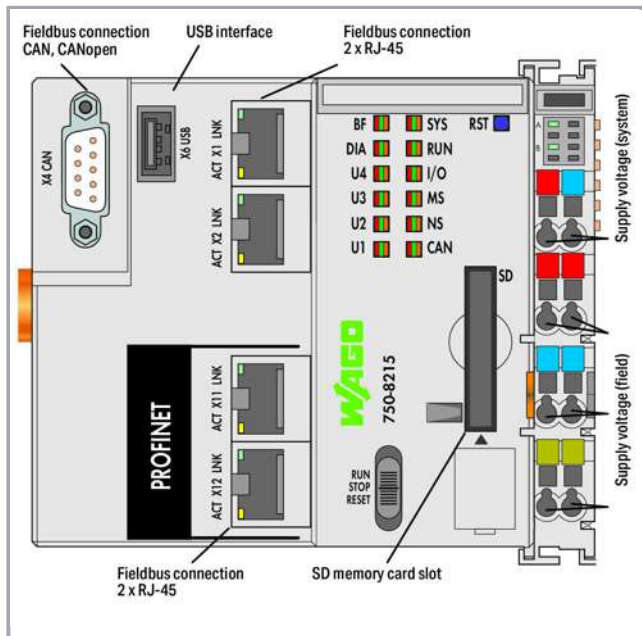 Fieldbus connection
CAN, CANopen
USB interface
Fieldbus connection
2 x RJ-45
X4 CAN
X6 USB
ACT X1 LNK
ACT X2 LNK
BF
SYS
RST
DIA
RUN
U4
I/O
U3
MS
U2
NS
U1
CAN
A
B
Supply voltage (system)
SD
WAGO
750-8215
PROFINET
ACT X11 LNK
ACT X12 LNK
RUN
STOP
RESET
Supply voltage (field)
Fieldbus connection
2 x RJ-45
SD memory card slot